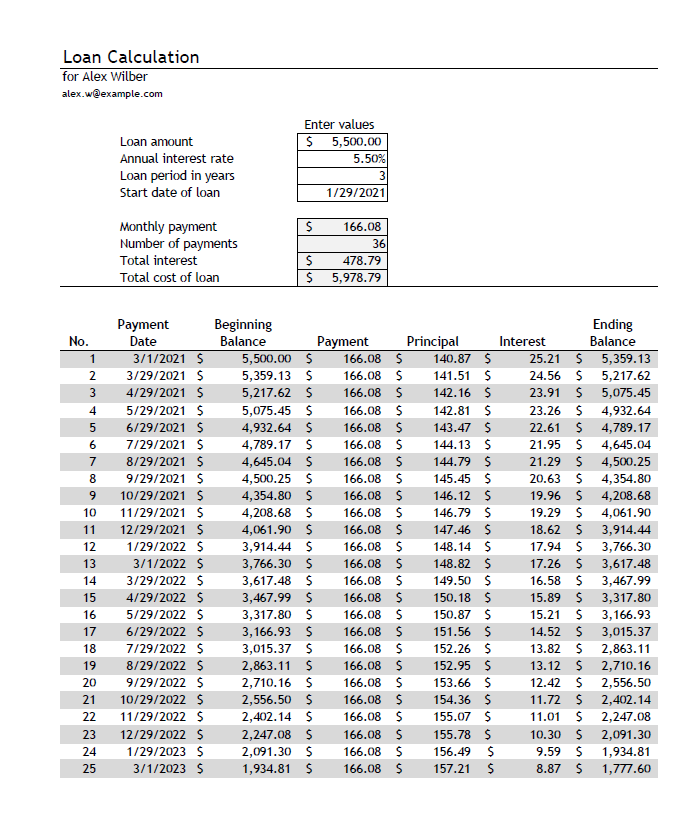 Loan Calculation
for Alex Wilber
alex.w@example.com
Enter values
Loan amount $ 5,500.00
Annual interest rate 5.50%
Loan period in years 3
Start date of loan 1/29/2021
Monthly payment $ 166.08
Number of payments 36
Total interest $ 478.79
Total cost of loan $ 5,978.79
Payment Beginning Ending
No. Date Balance Payment Principal Interest Balance
1 3/1/2021 $ 5,500.00 $ 166.08 $ 140.87 $ 25.21 $ 5,359.13
2 3/29/2021 $ 5,359.13 $ 166.08 $ 141.51 $ 24.56 $ 5,217.62
3 4/29/2021 $ 5,217.62 $ 166.08 $ 142.16 $ 23.91 $ 5,075.45
4 5/29/2021 $ 5,075.45 $ 166.08 $ 142.81 $ 23.26 $ 4,932.64
5 6/29/2021 $ 4,932.64 $ 166.08 $ 143.47 $ 22.61 $ 4,789.17
6 7/29/2021 $ 4,789.17 $ 166.08 $ 144.13 $ 21.95 $ 4,645.04
7 8/29/2021 $ 4,645.04 $ 166.08 $ 144.79 $ 21.29 $ 4,500.25
8 9/29/2021 $ 4,500.25 $ 166.08 $ 145.45 $ 20.63 $ 4,354.80
9 10/29/2021 $ 4,354.80 $ 166.08 $ 146.12 $ 19.96 $ 4,208.68
10 11/29/2021 $ 4,208.68 $ 166.08 $ 146.79 $ 19.29 $ 4,061.90
11 12/29/2021 $ 4,061.90 $ 166.08 $ 147.46 $ 18.62 $ 3,914.44
12 1/29/2022 $ 3,914.44 $ 166.08 $ 148.14 $ 17.94 $ 3,766.30
13 3/1/2022 $ 3,766.30 $ 166.08 $ 148.82 $ 17.26 $ 3,617.48
14 3/29/2022 $ 3,617.48 $ 166.08 $ 149.50 $ 16.58 $ 3,467.99
15 4/29/2022 $ 3,467.99 $ 166.08 $ 150.18 $ 15.89 $ 3,317.80
16 5/29/2022 $ 3,317.80 $ 166.08 $ 150.87 $ 15.21 $ 3,166.93
17 6/29/2022 $ 3,166.93 $ 166.08 $ 151.56 $ 14.52 $ 3,015.37
18 7/29/2022 $ 3,015.37 $ 166.08 $ 152.26 $ 13.82 $ 2,863.11
19 8/29/2022 $ 2,863.11 $ 166.08 $ 152.95 $ 13.12 $ 2,710.16
20 9/29/2022 $ 2,710.16 $ 166.08 $ 153.66 $ 12.42 $ 2,556.50
21 10/29/2022 $ 2,556.50 $ 166.08 $ 154.36 $ 11.72 $ 2,402.14
22 11/29/2022 $ 2,402.14 $ 166.08 $ 155.07 $ 11.01 $ 2,247.08
23 12/29/2022 $ 2,247.08 $ 166.08 $ 155.78 $ 10.30 $ 2,091.30
24 1/29/2023 $ 2,091.30 $ 166.08 $ 156.49 $ 9.59 $ 1,934.81
25 3/1/2023 $ 1,934.81 $ 166.08 $ 157.21 $ 8.87 $ 1,777.60